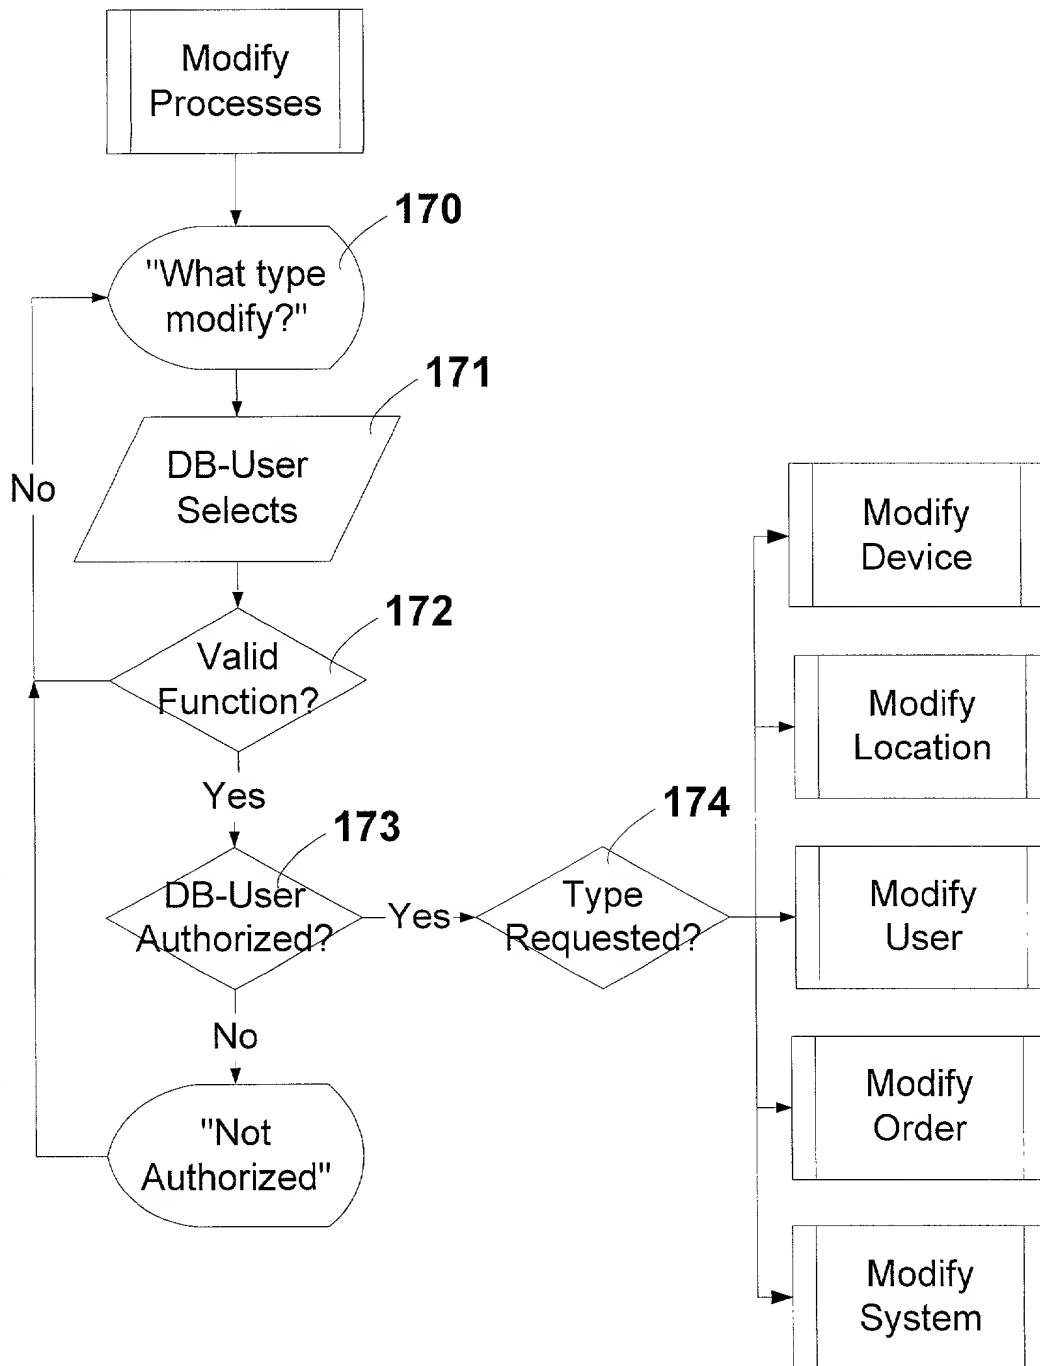 Modify
Processes
170
"What type
modify?"
171
DB-User
Selects
No
172
Valid
Function?
Yes
173
DB-User
Authorized?
Yes
174
Type
Requested?
No
"Not
Authorized"
Modify
Device
Modify
Location
Modify
User
Modify
Order
Modify
System